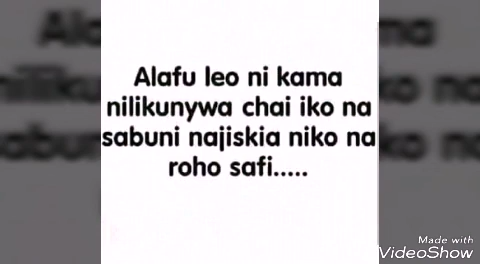 Alafu leo ni kama
nilikunywa chai iko na
sabuni najiskia niko na
roho safi.....
Made with
VideoShow